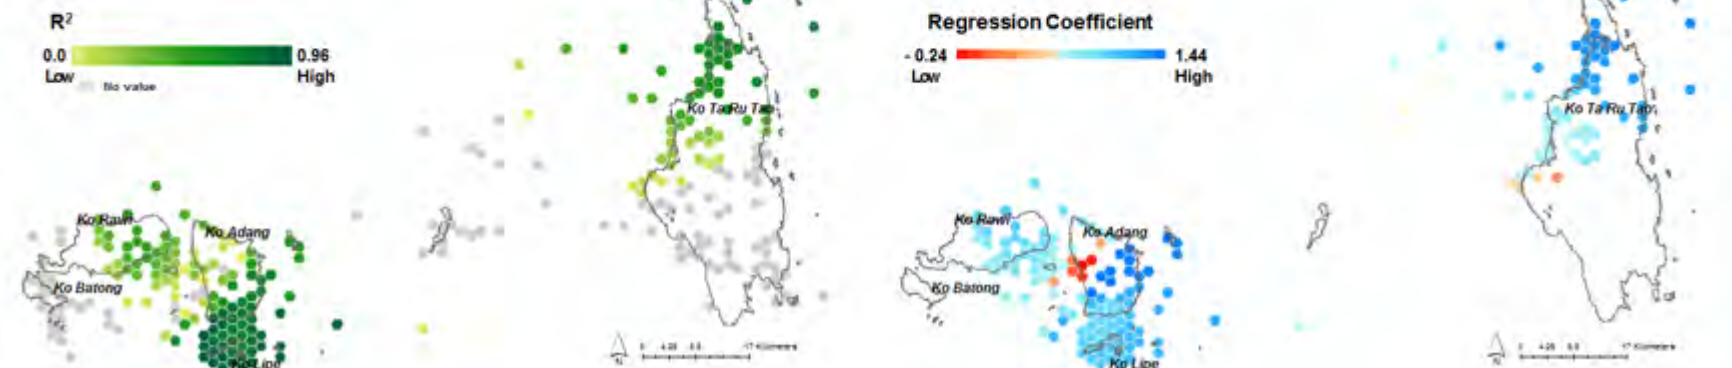 R²
0.0
0.96
Low
High
No value
Ko Ta Ru Tao
Ko Rawi
Ko Adang
Ko Batong
Ko Lipe
N
Regression Coefficient
- 0.24
1.44
Low
High
Ko Ta Ru Tao
Ko Rawi
Ko Adang
Ko Batong
Ko Lipe
N